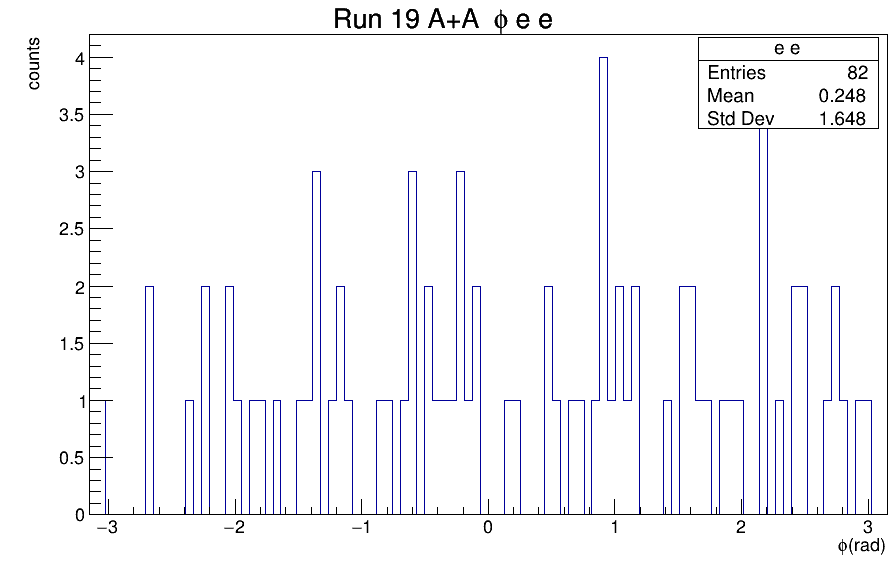 Run 19 A+A ϕ e e
counts
e e
Entries 82
Mean 0.248
Std Dev 1.648
4
3.5
3
2.5
2
1.5
1
0.5
0
−3 −2 −1 0 1 2 3
ϕ(rad)